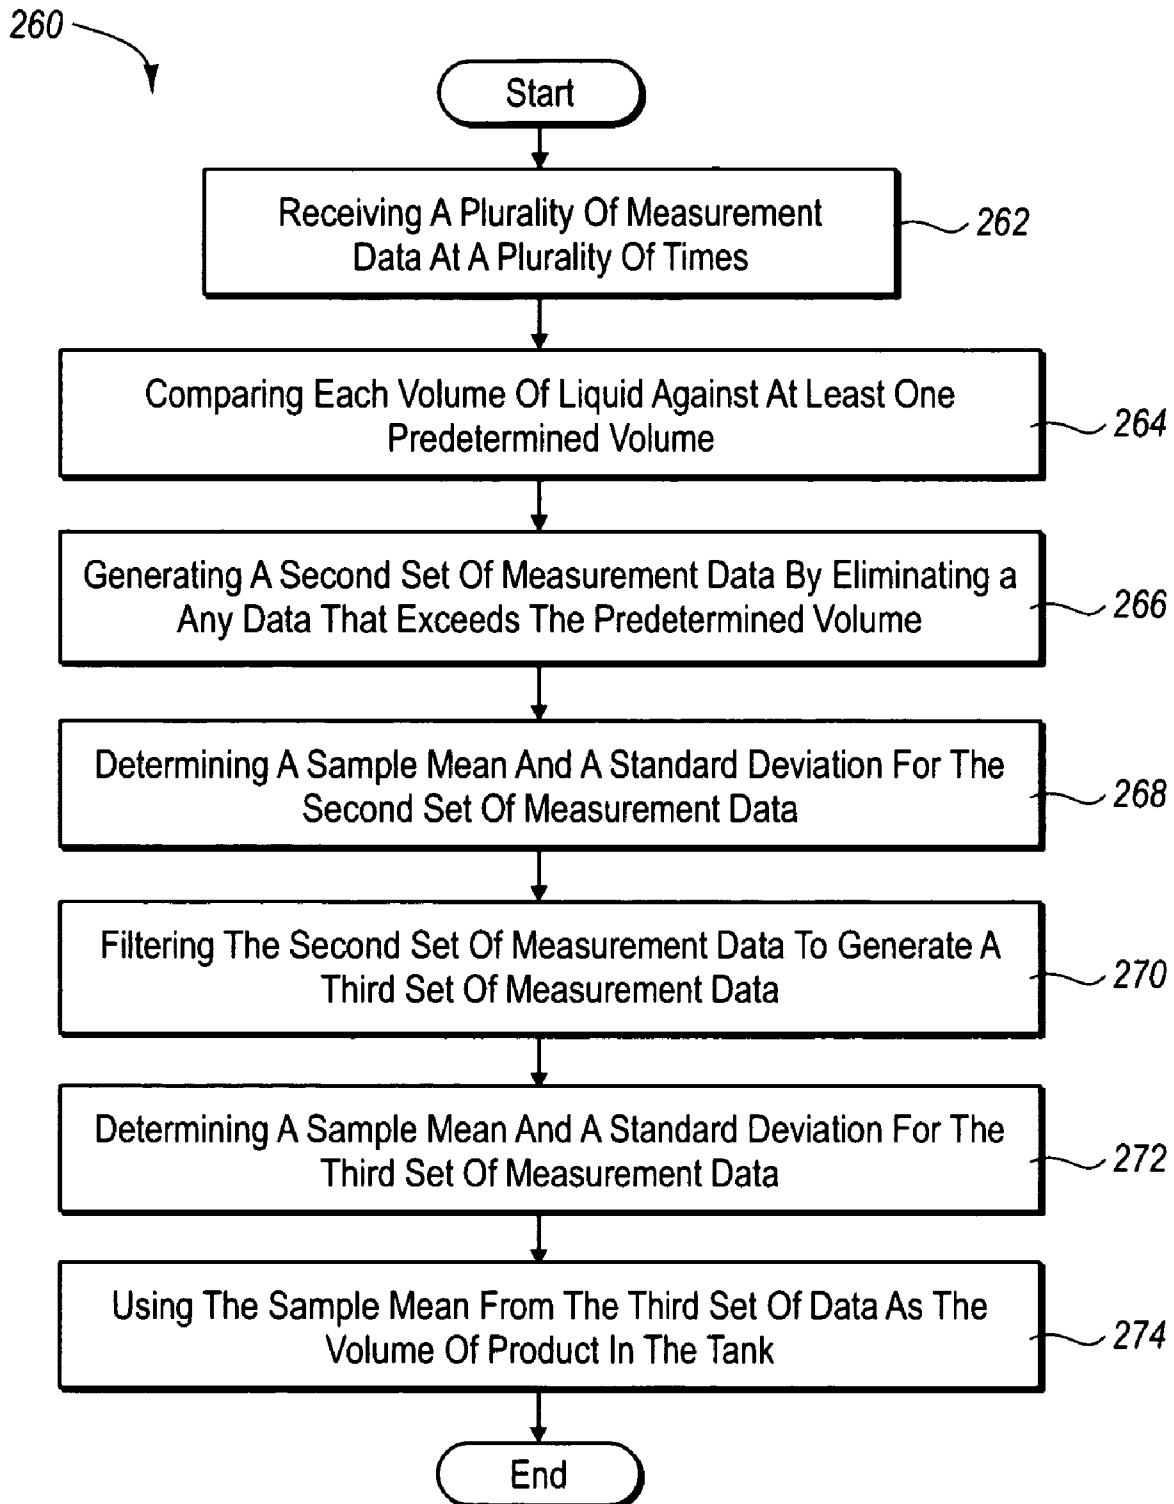 260
Start
Receiving A Plurality Of Measurement
Data At A Plurality Of Times
262
Comparing Each Volume Of Liquid Against At Least One
Predetermined Volume
264
Generating A Second Set Of Measurement Data By Eliminating a
Any Data That Exceeds The Predetermined Volume
266
Determining A Sample Mean And A Standard Deviation For The
Second Set Of Measurement Data
268
Filtering The Second Set Of Measurement Data To Generate A
Third Set Of Measurement Data
270
Determining A Sample Mean And A Standard Deviation For The
Third Set Of Measurement Data
272
Using The Sample Mean From The Third Set Of Data As The
Volume Of Product In The Tank
274
End